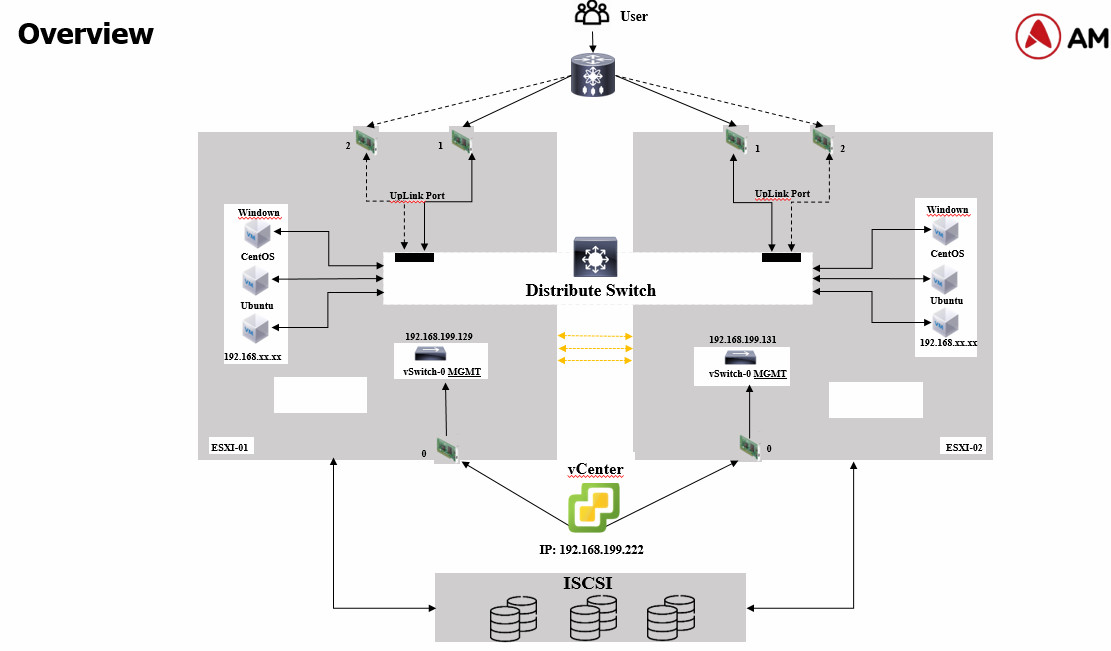 Overview
User
AM
2
1
1
2
UpLink Port
UpLink Port
Windown
CentOS
Ubuntu
192.168.xx.xx
Windown
CentOS
Ubuntu
192.168.xx.xx
Distribute Switch
192.168.199.129
vSwitch-0 MGMT
192.168.199.131
vSwitch-0 MGMT
ESXI-01
0
0
ESXI-02
vCenter
IP: 192.168.199.222
ISCSI